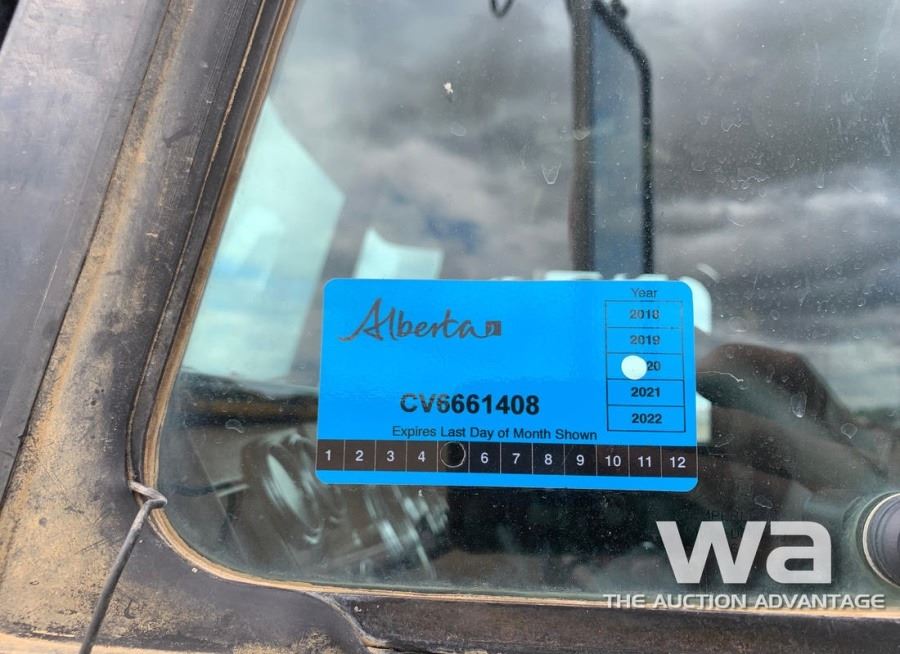 Alberta
Year
2018
2019
20
2021
2022
CV6661408
Expires Last Day of Month Shown
1 2 3 4 6 7 8 9 10 11 12
wa
THE AUCTION ADVANTAGE